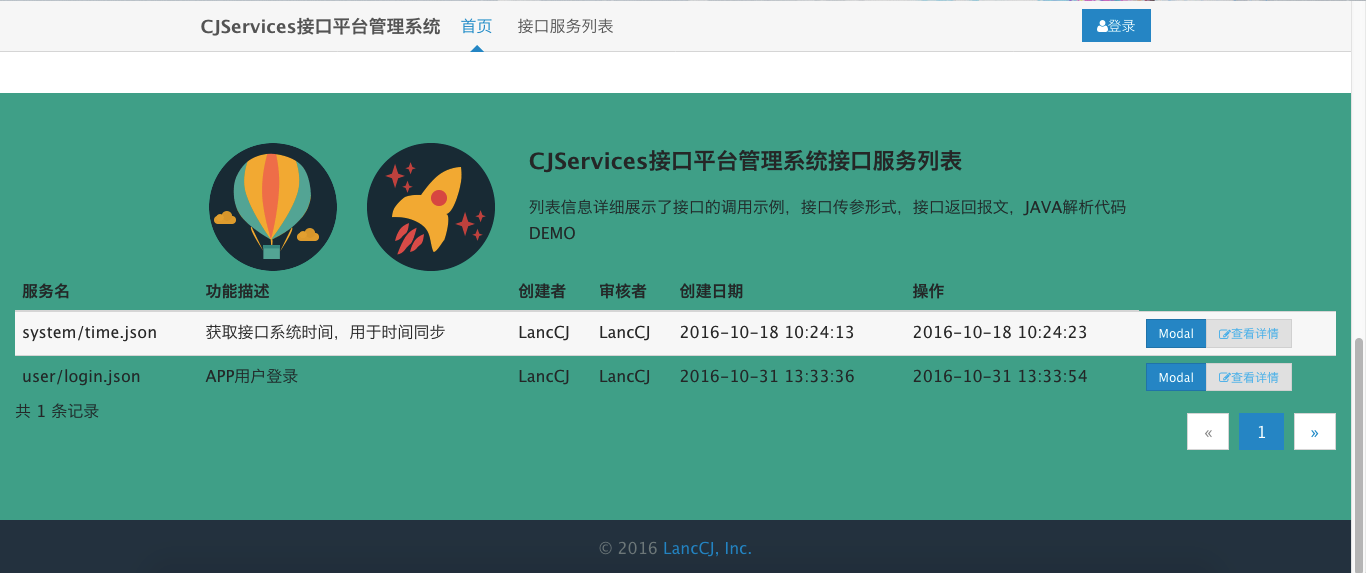 CJServices接口平台管理系统 首页 接口服务列表 登录
CJServices接口平台管理系统接口服务列表
列表信息详细展示了接口的调用示例，接口传参形式，接口返回报文，JAVA解析代码
DEMO
服务名 功能描述 创建者 审核者 创建日期 操作
system/time.json 获取接口系统时间，用于时间同步 LancCJ LancCJ 2016-10-18 10:24:13 2016-10-18 10:24:23 Modal 查看详情
user/login.json APP用户登录 LancCJ LancCJ 2016-10-31 13:33:36 2016-10-31 13:33:54 Modal 查看详情
共 1 条记录
« 1 »
© 2016 LancCJ, Inc.